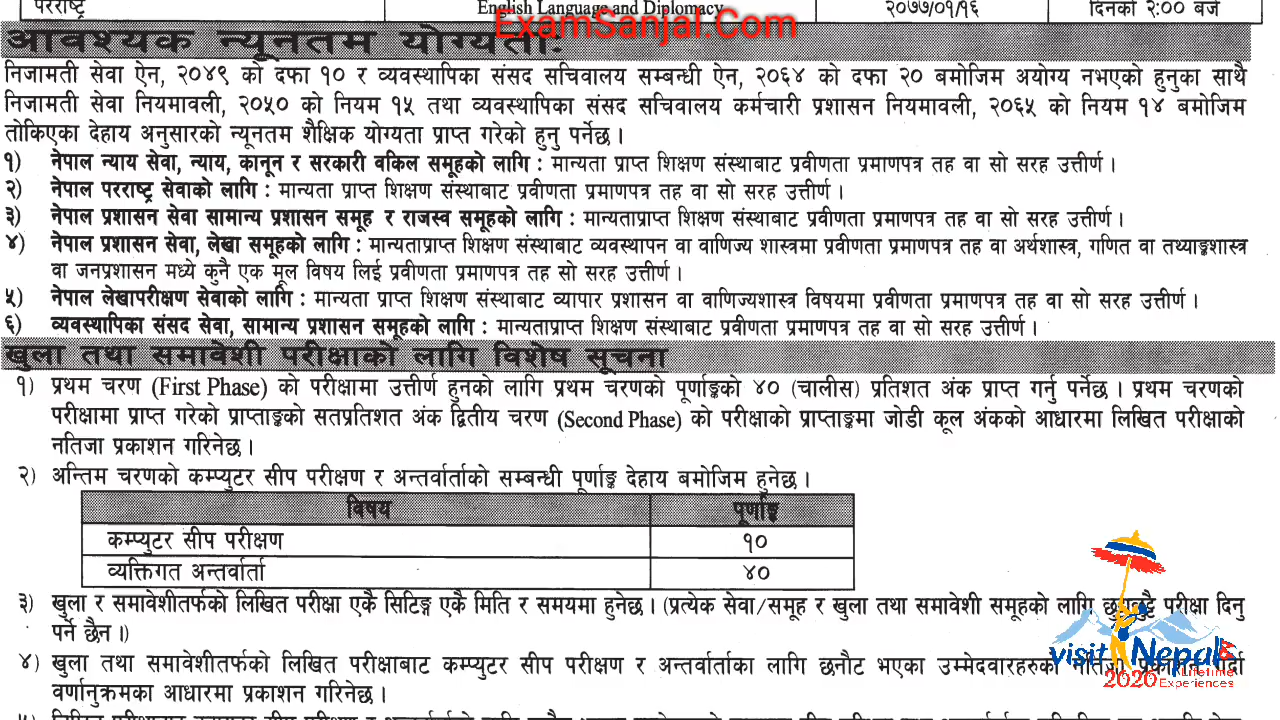 परराष्ट्र English Language and Diplomacy २०७७/०१/१६ दिनको २:०० बजे
ExamSanjal.Com
आवश्यक न्यूनतम योग्यताः
निजामती सेवा ऐन, २०४९ को दफा १० र व्यवस्थापिका संसद सचिवालय सम्बन्धी ऐन, २०६४ को दफा २० बमोजिम अयोग्य नभएको हुनुका साथै
निजामती सेवा नियमावली, २०५० को नियम १५ तथा व्यवस्थापिका संसद सचिवालय कर्मचारी प्रशासन नियमावली, २०६५ को नियम १४ बमोजिम
तोकिएका देहाय अनुसारको न्यूनतम शैक्षिक योग्यता प्राप्त गरेको हुनु पर्नेछ ।
१) नेपाल न्याय सेवा, न्याय, कानून र सरकारी वकिल समूहको लागि : मान्यता प्राप्त शिक्षण संस्थाबाट प्रवीणता प्रमाणपत्र तह वा सो सरह उत्तीर्ण ।
२) नेपाल परराष्ट्र सेवाको लागि : मान्यता प्राप्त शिक्षण संस्थाबाट प्रवीणता प्रमाणपत्र तह वा सो सरह उत्तीर्ण ।
३) नेपाल प्रशासन सेवा सामान्य प्रशासन समूह र राजस्व समूहको लागि : मान्यताप्राप्त शिक्षण संस्थाबाट प्रवीणता प्रमाणपत्र तह वा सो सरह उत्तीर्ण ।
४) नेपाल प्रशासन सेवा, लेखा समूहको लागि : मान्यताप्राप्त शिक्षण संस्थाबाट व्यवस्थापन वा वाणिज्य शास्त्रमा प्रवीणता प्रमाणपत्र तह वा अर्थशास्त्र, गणित वा तथ्याङ्कशास्त्र
वा जनप्रशासन मध्ये कुनै एक मूल विषय लिई प्रवीणता प्रमाणपत्र तह सो सरह उत्तीर्ण ।
५) नेपाल लेखापरीक्षण सेवाको लागि : मान्यता प्राप्त शिक्षण संस्थाबाट व्यापार प्रशासन वा वाणिज्यशास्त्र विषयमा प्रवीणता प्रमाणपत्र तह वा सो सरह उत्तीर्ण ।
६) व्यवस्थापिका संसद सेवा, सामान्य प्रशासन समूहको लागि : मान्यताप्राप्त शिक्षण संस्थाबाट प्रवीणता प्रमाणपत्र तह वा सो सरह उत्तीर्ण ।
खुला तथा समावेशी परीक्षाको लागि विशेष सूचना
१) प्रथम चरण (First Phase) को परीक्षामा उत्तीर्ण हुनको लागि प्रथम चरणको पूर्णाङ्कको ४० (चालीस) प्रतिशत अंक प्राप्त गर्नु पर्नेछ । प्रथम चरणको
परीक्षामा प्राप्त गरेको प्राप्ताङ्कको सतप्रतिशत अंक द्वितीय चरण (Second Phase) को परीक्षाको प्राप्ताङ्कमा जोडी कूल अंकको आधारमा लिखित परीक्षाको
नतिजा प्रकाशन गरिनेछ ।
२) अन्तिम चरणको कम्प्युटर सीप परीक्षण र अन्तर्वार्ताको सम्बन्धी पूर्णाङ्क देहाय बमोजिम हुनेछ ।
विषय पूर्णाङ्क
कम्प्युटर सीप परीक्षण १०
व्यक्तिगत अन्तर्वार्ता ४०
३) खुला र समावेशीतर्फको लिखित परीक्षा एकै सिटिङ्ग एकै मिति र समयमा हुनेछ । (प्रत्येक सेवा/समूह र खुला तथा समावेशी समूहको लागि परीक्षा दिनु
पर्ने छैन ।)
४) खुला तथा समावेशीतर्फको लिखित परीक्षाबाट कम्प्युटर सीप परीक्षण र अन्तर्वार्ताका लागि छनौट भएका उम्मेदवारहरुको
वर्णानुक्रमका आधारमा प्रकाशन गरिनेछ ।
visit Nepal
2020 Lifetime Experiences